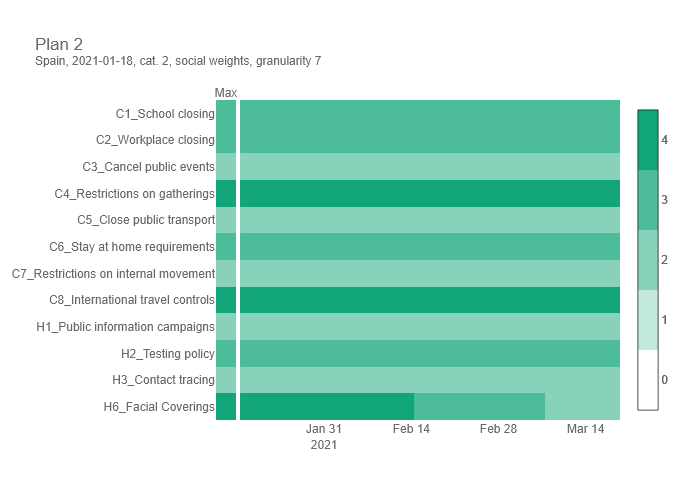 Plan 2
Spain, 2021-01-18, cat. 2, social weights, granularity 7
Max
C1_School closing
C2_Workplace closing
C3_Cancel public events
C4_Restrictions on gatherings
C5_Close public transport
C6_Stay at home requirements
C7_Restrictions on internal movement
C8_International travel controls
H1_Public information campaigns
H2_Testing policy
H3_Contact tracing
H6_Facial Coverings
Jan 31 Feb 14 Feb 28 Mar 14
2021
4
3
2
1
0